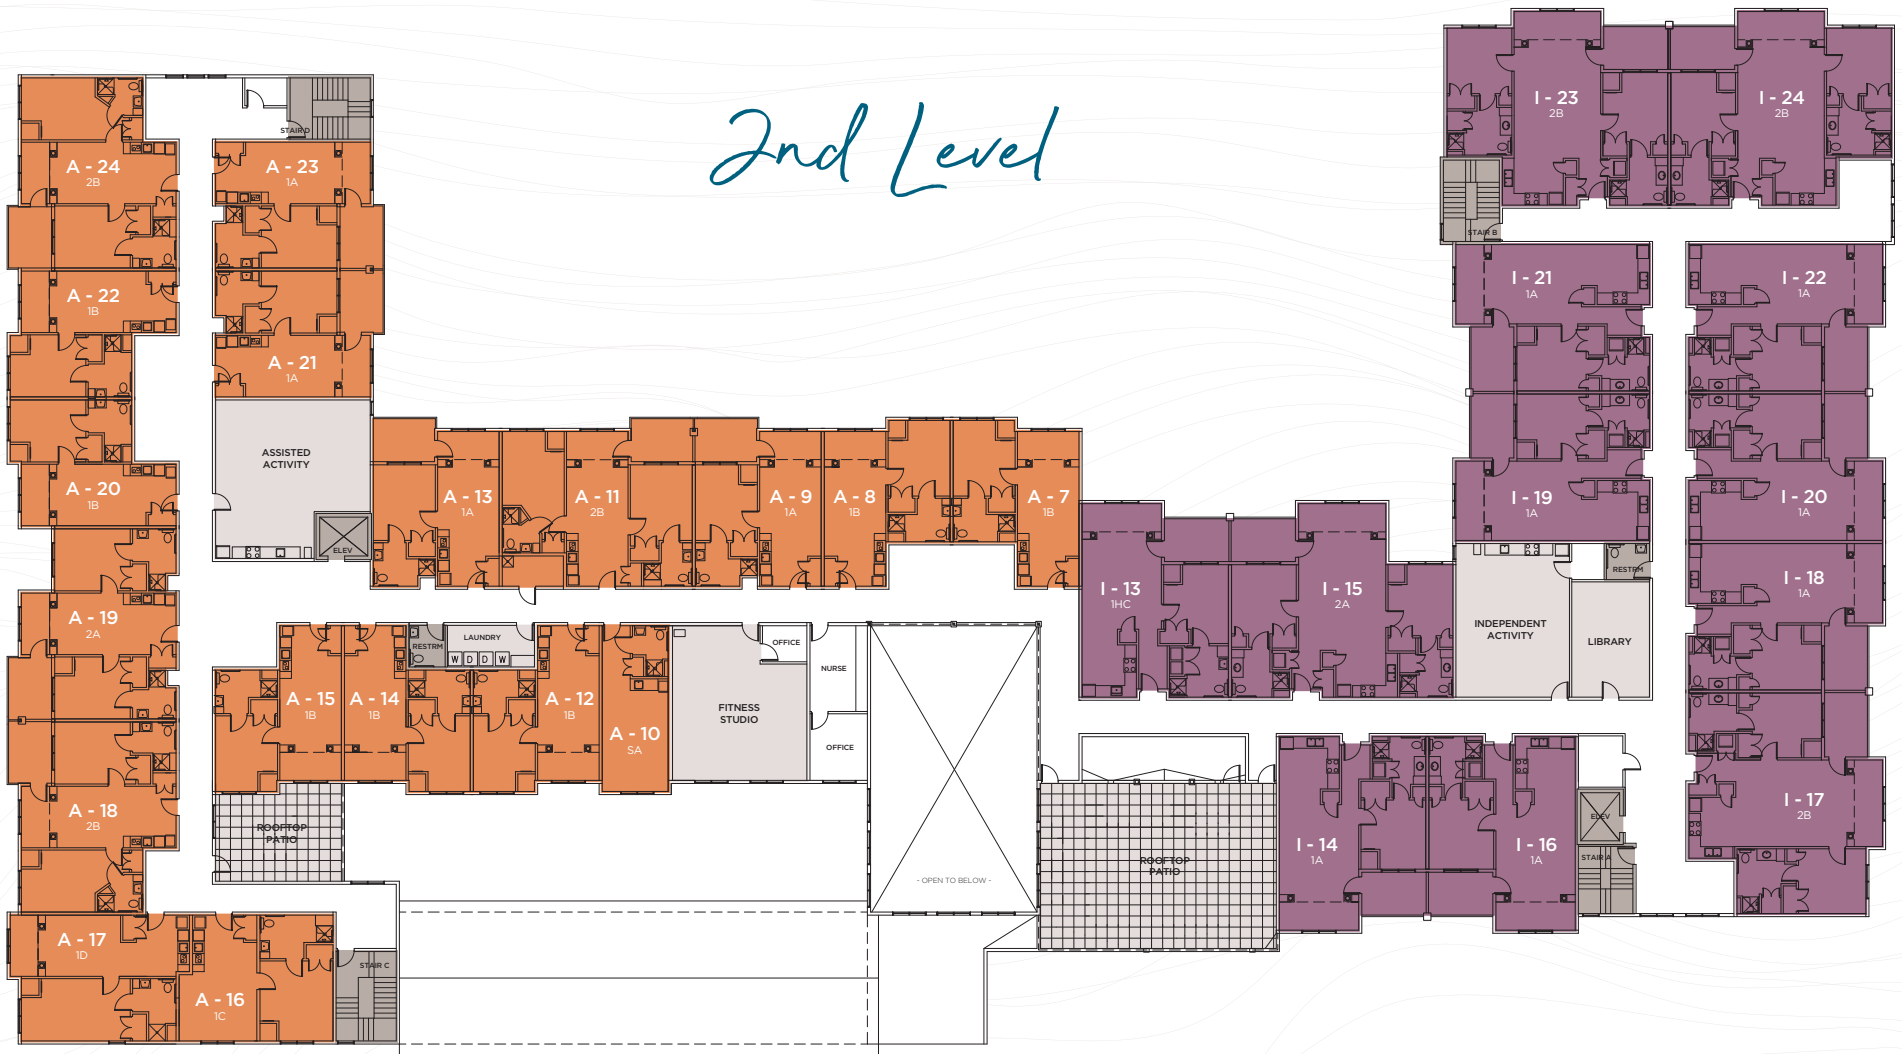 2nd Level
I - 23
2B
I - 24
2B
STAIR D
A - 24
2B
A - 23
1A
STAIR B
A - 22
1B
I - 21
1A
I - 22
1A
A - 21
1A
ASSISTED
ACTIVITY
A - 20
1B
ELEV
A - 13
1A
A - 11
2B
A - 9
1A
A - 8
1B
A - 7
1B
I - 19
1A
I - 20
1A
RESTRM
I - 13
1HC
I - 15
2A
I - 18
1A
INDEPENDENT
ACTIVITY
LIBRARY
A - 19
2A
RESTRM
LAUNDRY
W D D W
OFFICE
NURSE
A - 15
1B
A - 14
1B
A - 12
1B
A - 10
SA
FITNESS
STUDIO
OFFICE
A - 18
2B
ROOFTOP
PATIO
I - 17
2B
ELEV
I - 14
1A
I - 16
1A
STAIR A
ROOFTOP
PATIO
- OPEN TO BELOW -
A - 17
1D
STAIR C
A - 16
1C